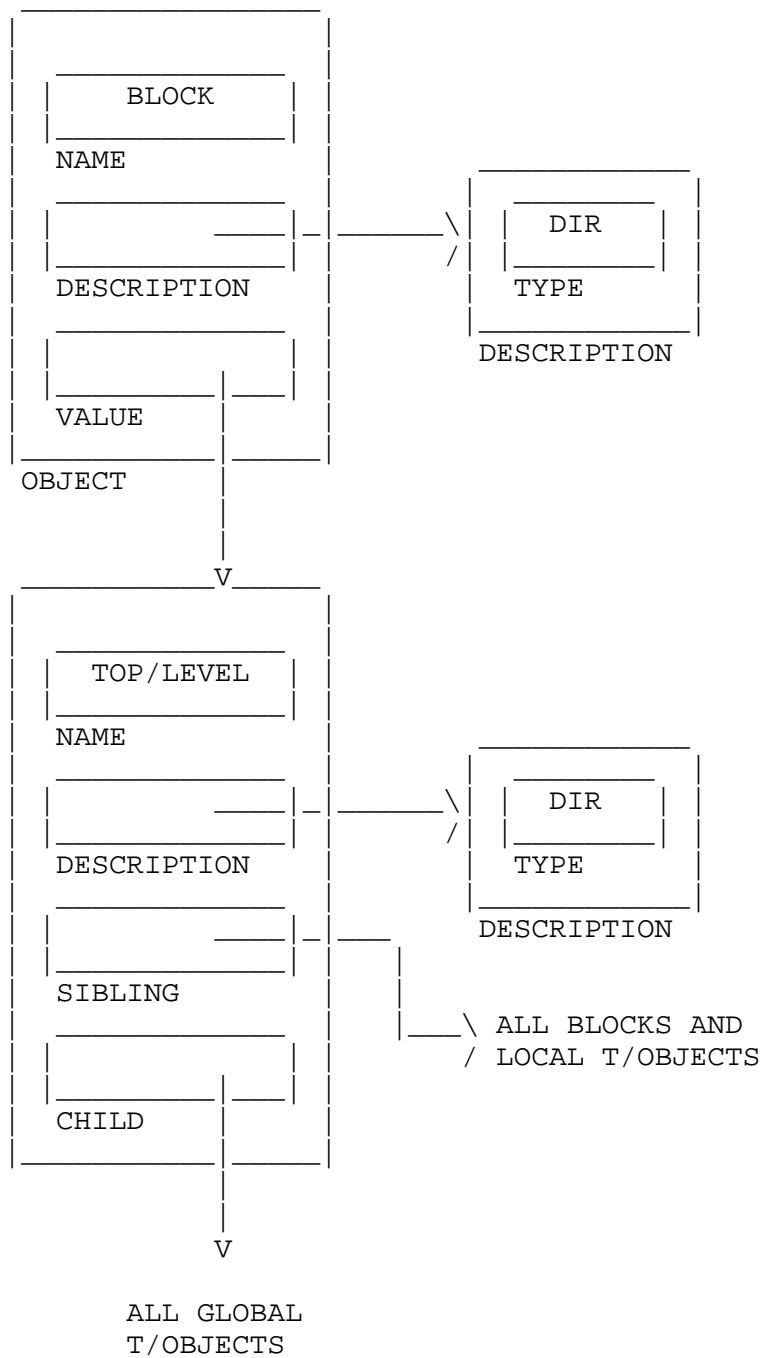 BLOCK
NAME
DIR
DESCRIPTION TYPE
DESCRIPTION
VALUE
OBJECT
V
TOP/LEVEL
NAME
DIR
DESCRIPTION TYPE
DESCRIPTION
SIBLING
ALL BLOCKS AND
LOCAL T/OBJECTS
CHILD
V
ALL GLOBAL
T/OBJECTS